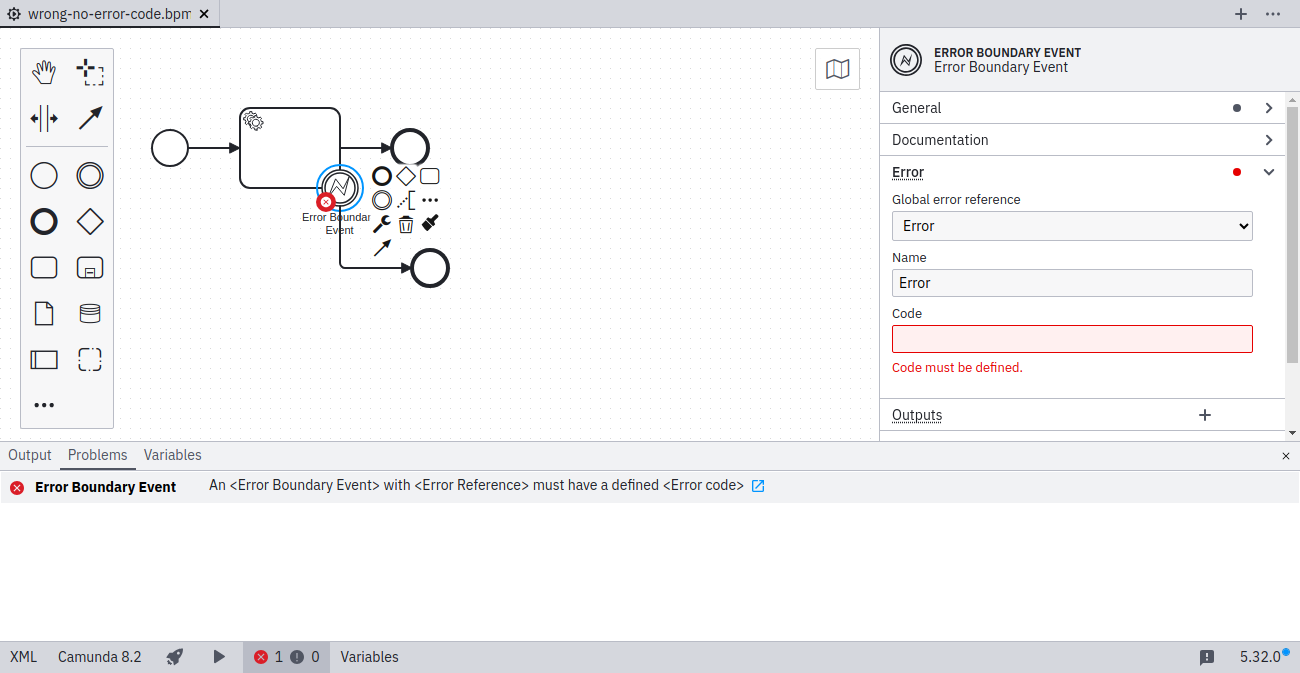 wrong-no-error-code.bpm
ERROR BOUNDARY EVENT
Error Boundary Event
General
Documentation
Error
Global error reference
Error
Name
Error
Code
Code must be defined.
Outputs
Error Boundar
Event
Output Problems Variables
Error Boundary Event An <Error Boundary Event> with <Error Reference> must have a defined <Error code>
XML Camunda 8.2 1 0 Variables 5.32.0